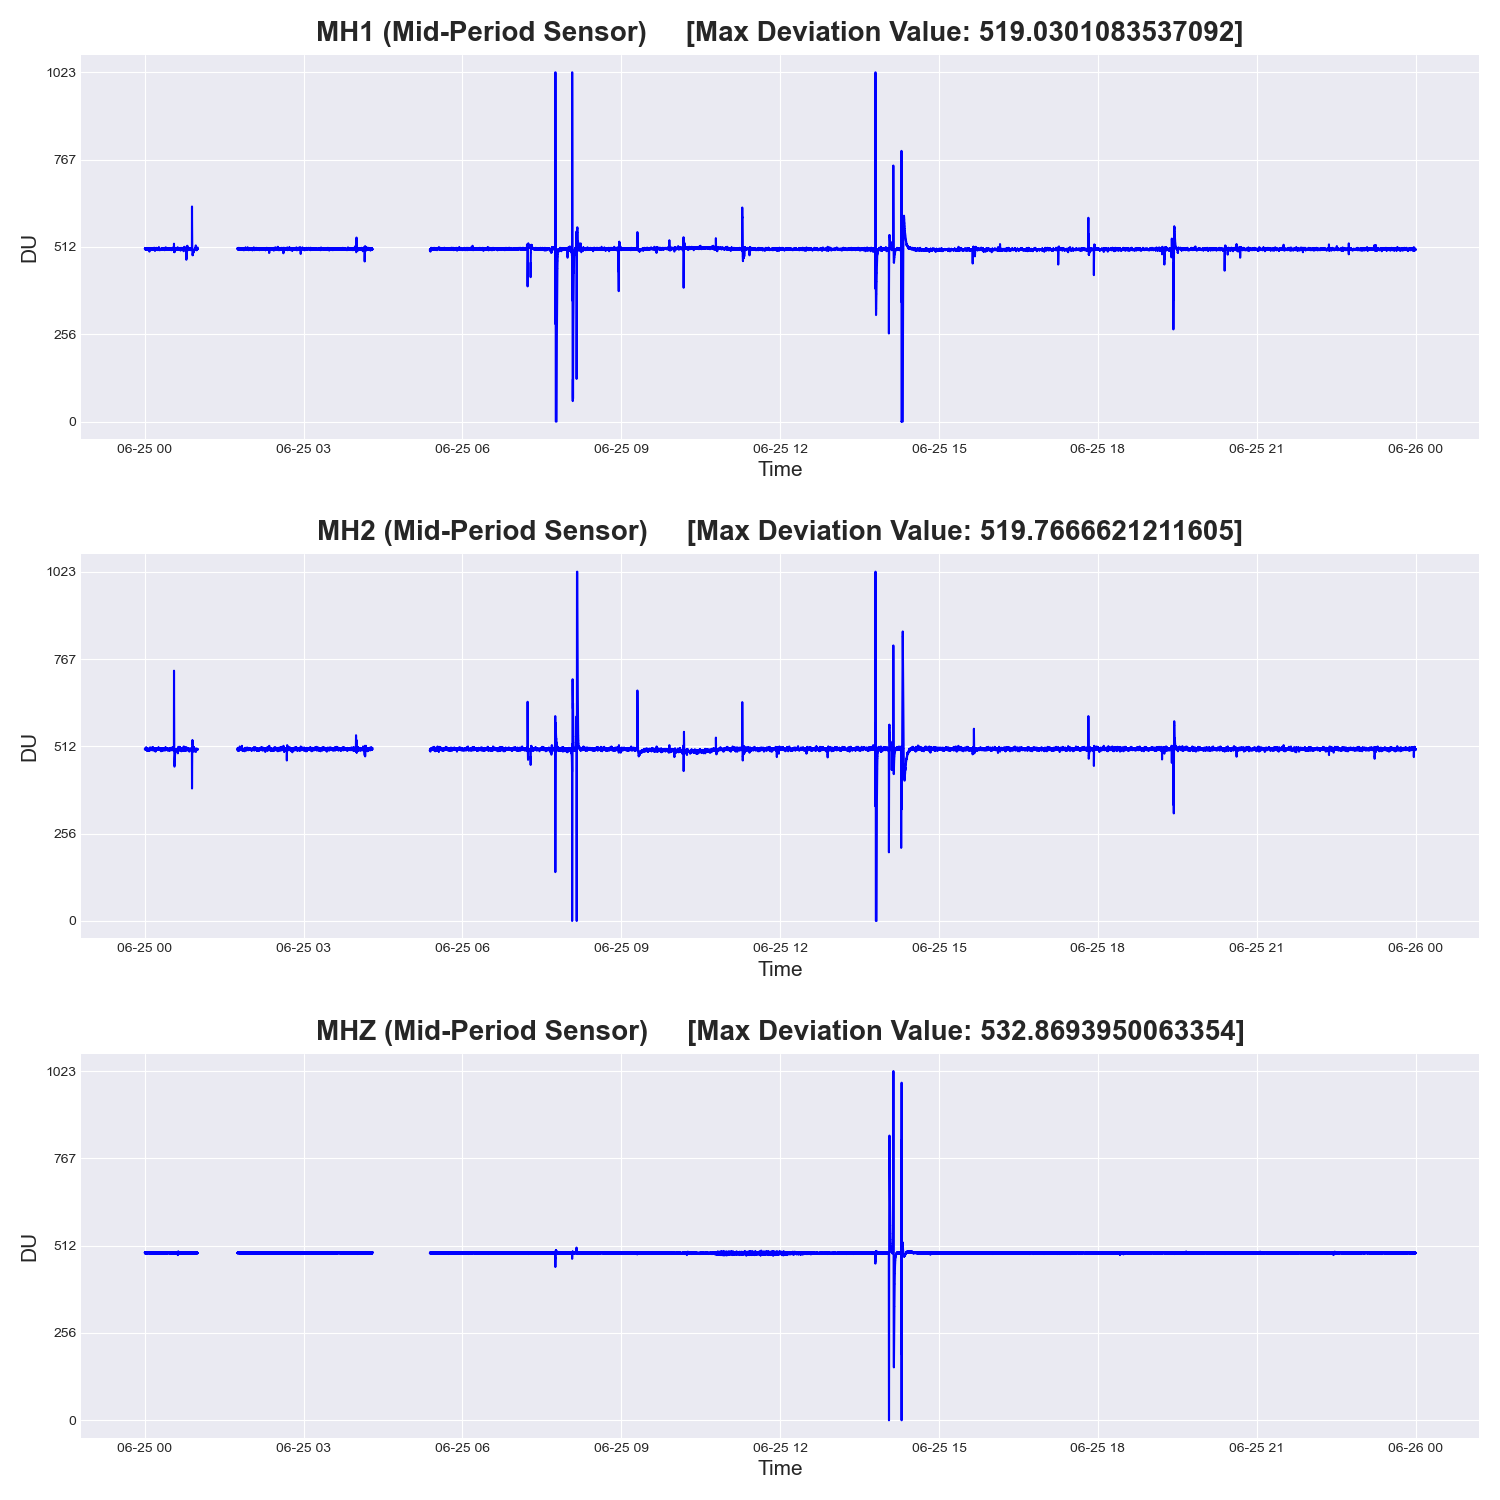 MH1 (Mid-Period Sensor) [Max Deviation Value: 519.0301083537092]
1023
767
512
256
0
DU
06-25 00 06-25 03 06-25 06 06-25 09 06-25 12 06-25 15 06-25 18 06-25 21 06-26 00
Time
MH2 (Mid-Period Sensor) [Max Deviation Value: 519.7666621211605]
1023
767
512
256
0
DU
06-25 00 06-25 03 06-25 06 06-25 09 06-25 12 06-25 15 06-25 18 06-25 21 06-26 00
Time
MHZ (Mid-Period Sensor) [Max Deviation Value: 532.8693950063354]
1023
767
512
256
0
DU
06-25 00 06-25 03 06-25 06 06-25 09 06-25 12 06-25 15 06-25 18 06-25 21 06-26 00
Time